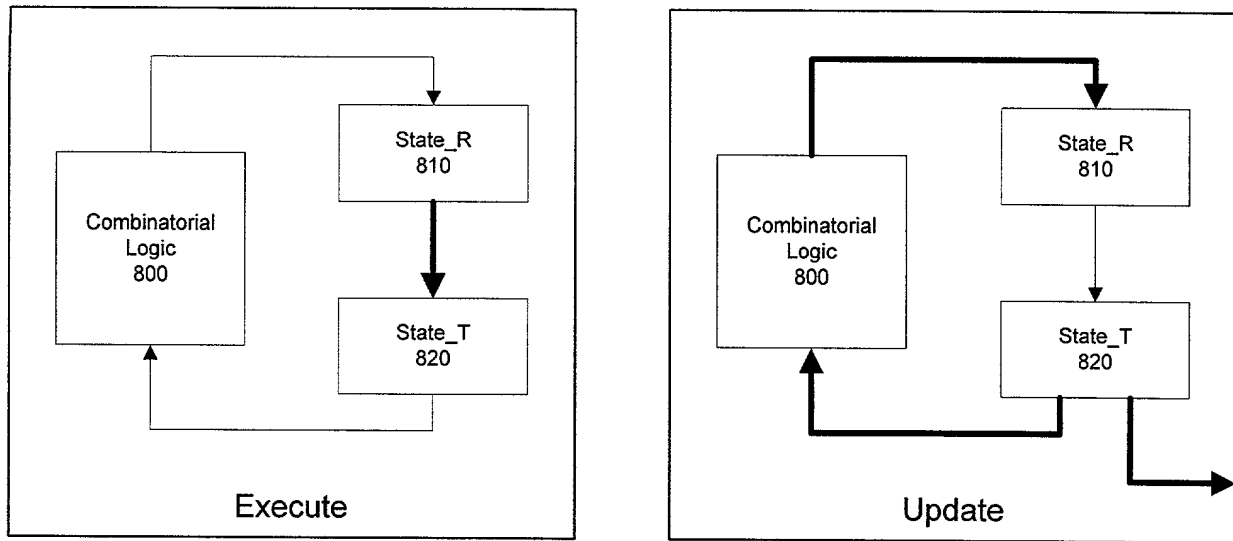 State_R
810
Combinatorial
Logic
800
State_T
820
Execute
State_R
810
Combinatorial
Logic
800
State_T
820
Update